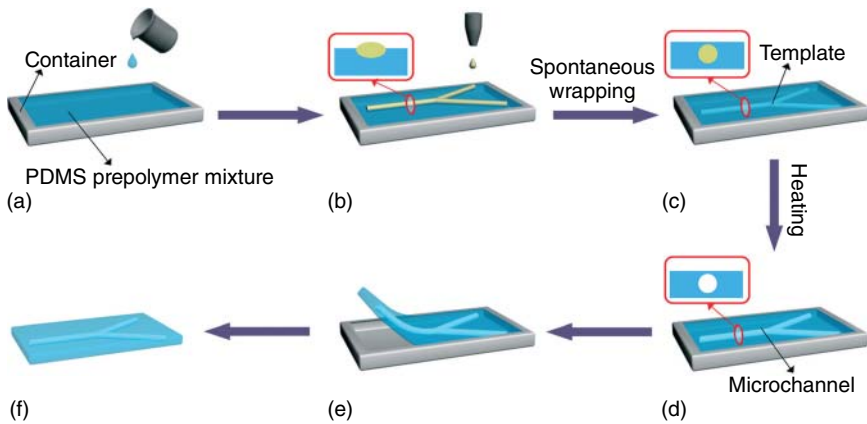 Container
PDMS prepolymer mixture
(a)
(b)
Spontaneous
wrapping
Template
(c)
Heating
Microchannel
(d)
(e)
(f)